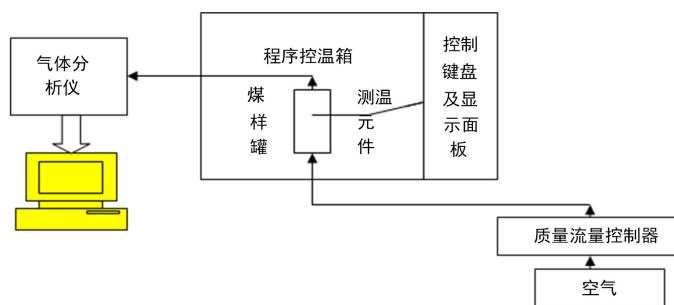 气体分
析仪
程序控温箱
煤
样
罐
测温
元
件
控制
键盘
及显
示面
板
质量流量控制器
空气